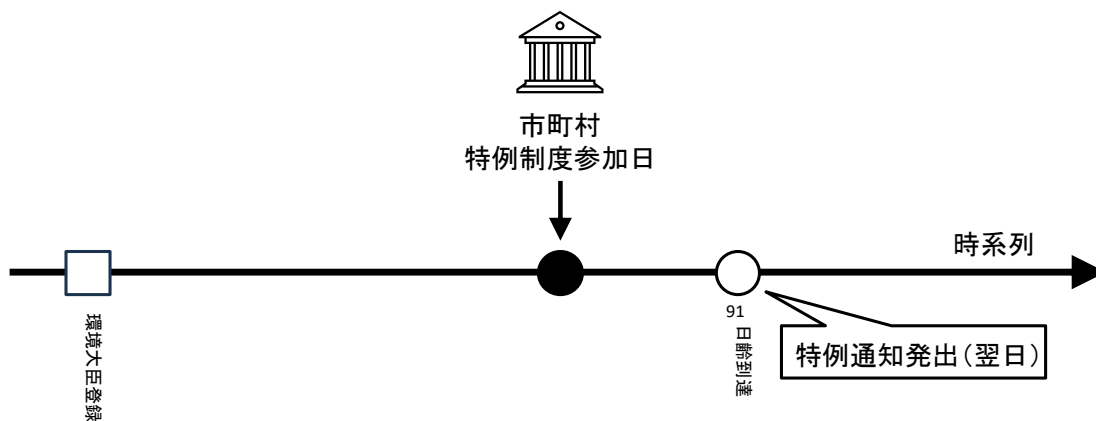 市町村
特例制度参加日
時系列
環境大臣登録
91
日齢到達
特例通知発出(翌日)